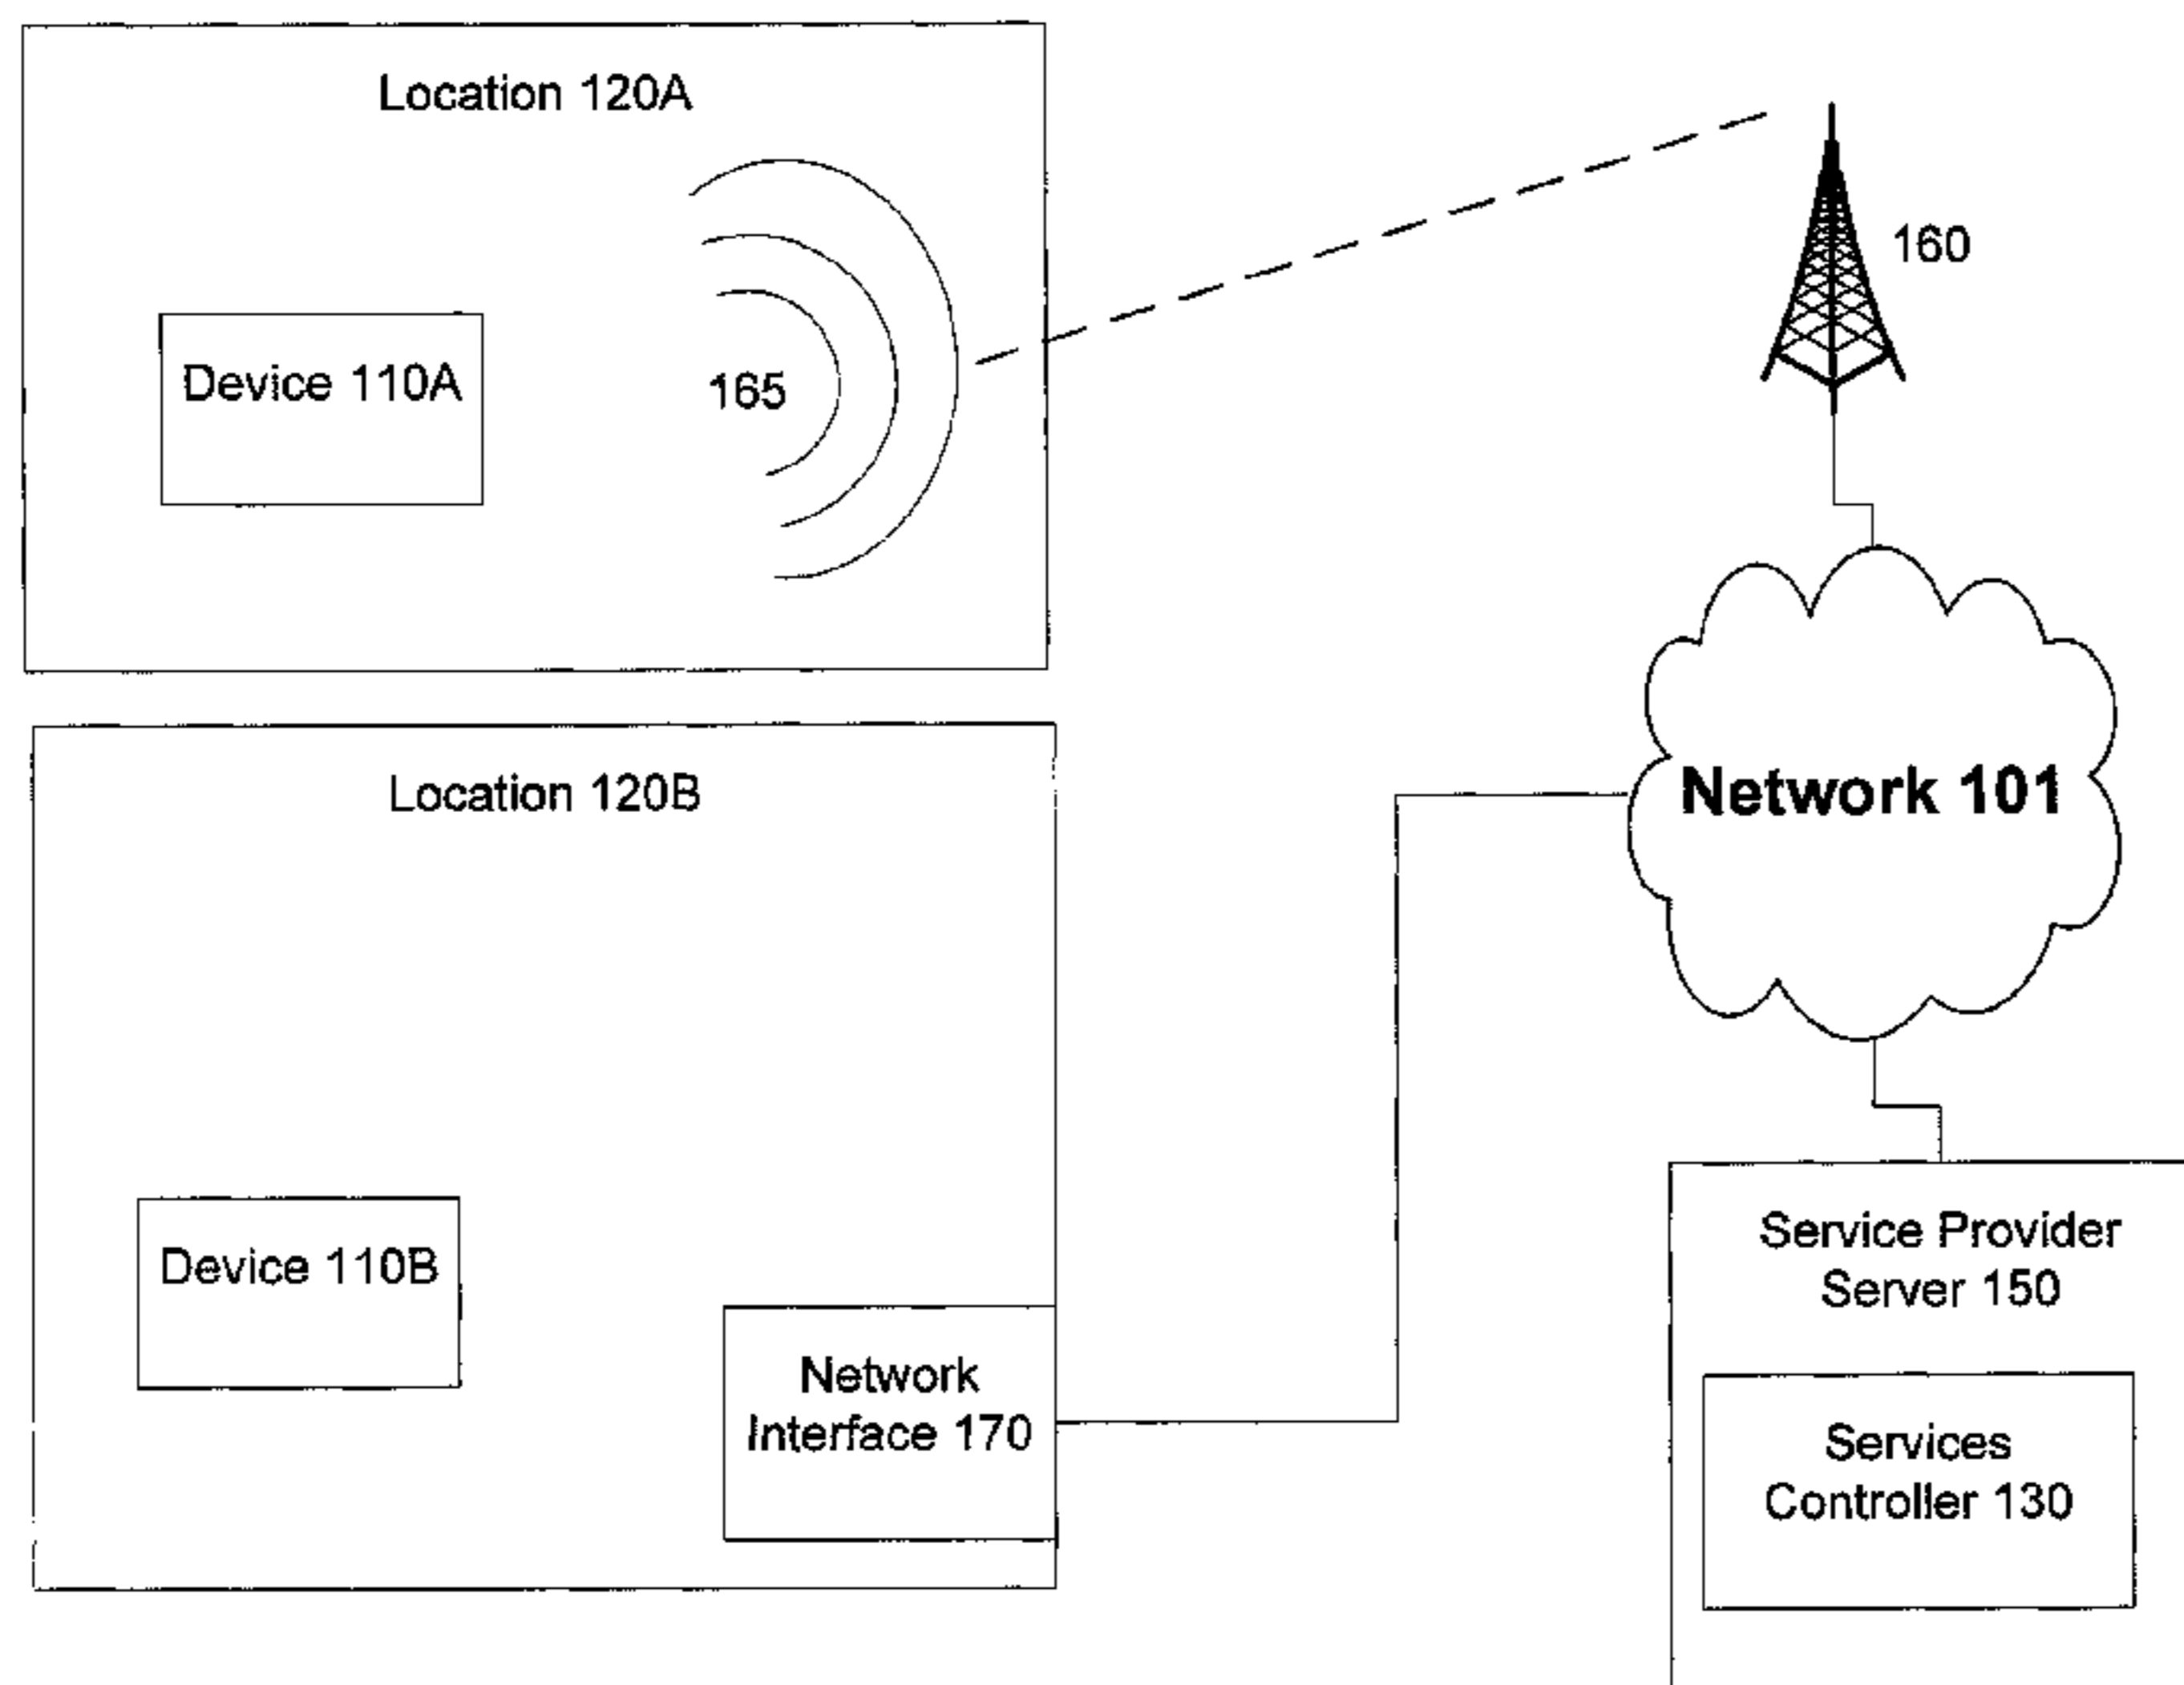 Location 120A
160
Device 110A
165
Location 120B
Network 101
Device 110B
Service Provider
Server 150
Network
Interface 170
Services
Controller 130